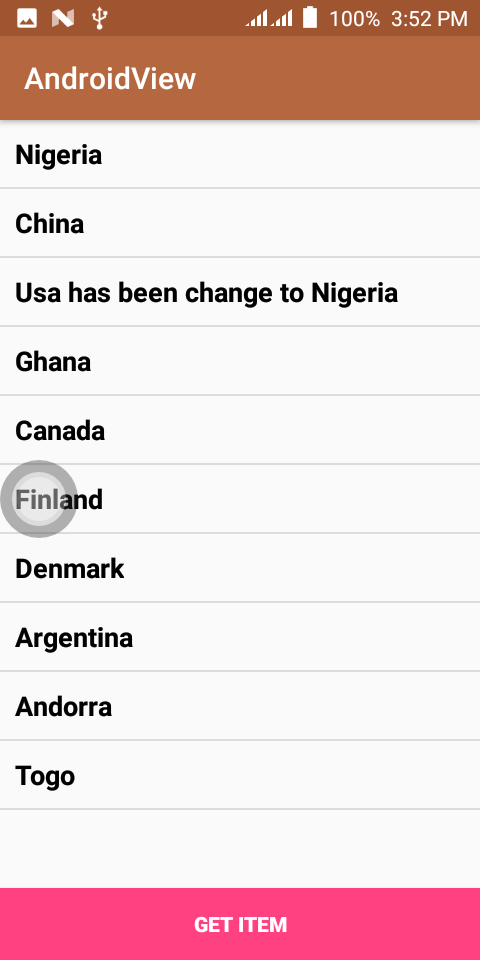 100% 3:52 PM
AndroidView
Nigeria
China
Usa has been change to Nigeria
Ghana
Canada
Finland
Denmark
Argentina
Andorra
Togo
GET ITEM